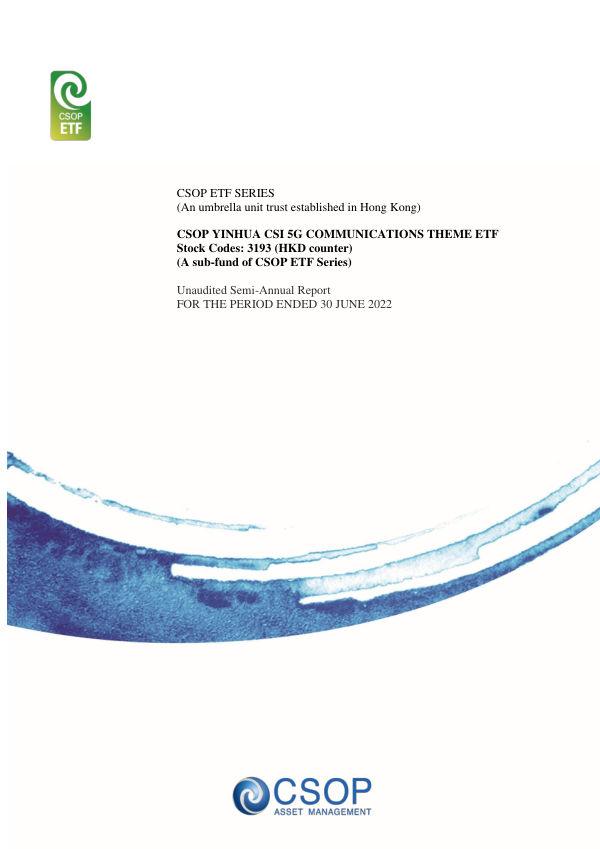 CSOP
ETF
CSOP ETF SERIES
(An umbrella unit trust established in Hong Kong)
CSOP YINHUA CSI 5G COMMUNICATIONS THEME ETF
Stock Codes: 3193 (HKD counter)
(A sub-fund of CSOP ETF Series)
Unaudited Semi-Annual Report
FOR THE PERIOD ENDED 30 JUNE 2022
CSOP
ASSET MANAGEMENT